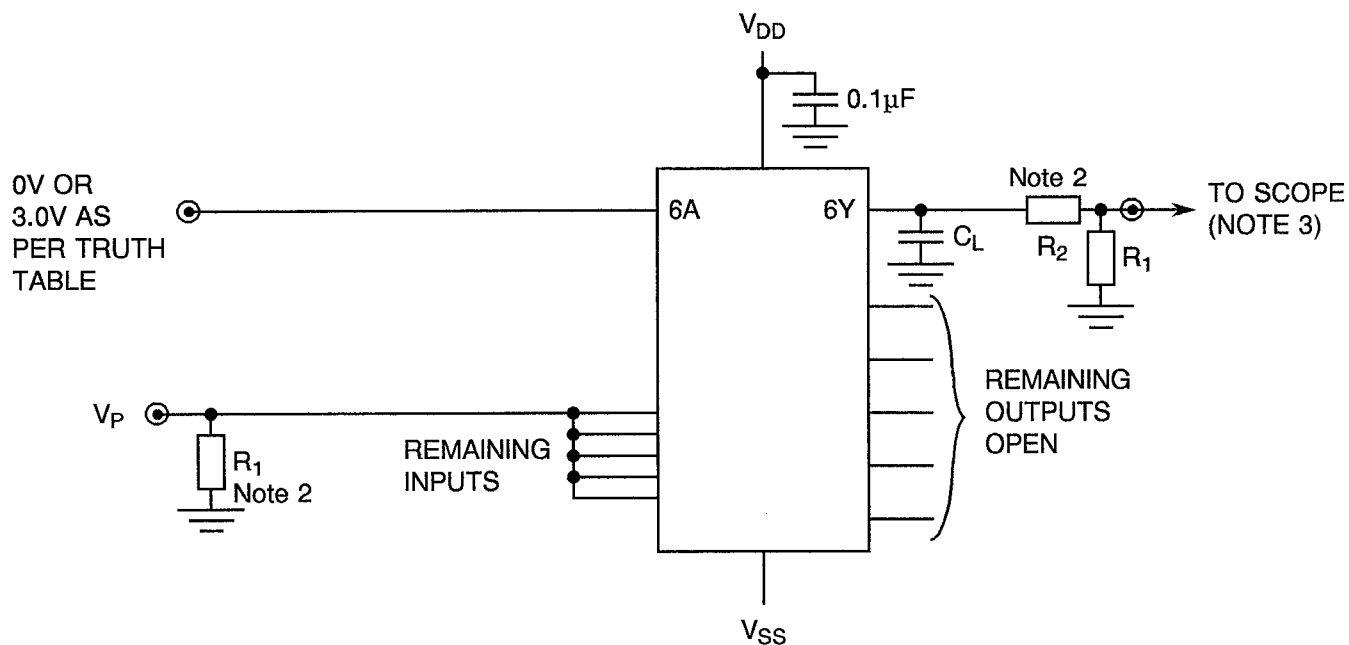 VDD
0.1µF
0V OR
3.0V AS
PER TRUTH
TABLE
6A
6Y
Note 2
TO SCOPE
(NOTE 3)
CL
R2
R1
VP
R1
Note 2
REMAINING
INPUTS
REMAINING
OUTPUTS
OPEN
VSS